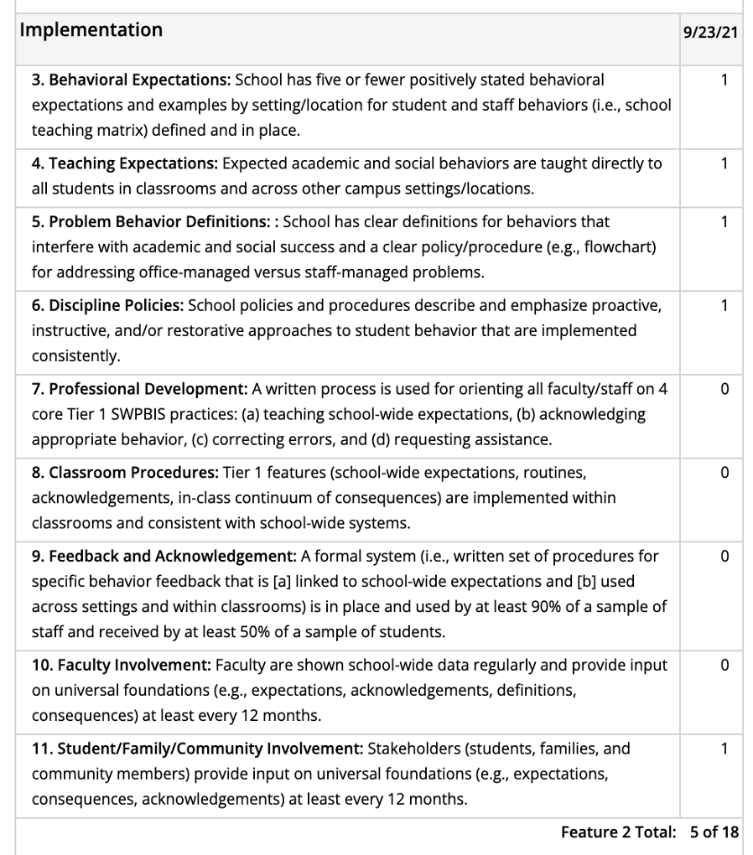 Implementation 9/23/21
3. Behavioral Expectations: School has five or fewer positively stated behavioral 1
expectations and examples by setting/location for student and staff behaviors (i.e., school
teaching matrix) defined and in place.
4. Teaching Expectations: Expected academic and social behaviors are taught directly to 1
all students in classrooms and across other campus settings/locations.
5. Problem Behavior Definitions: : School has clear definitions for behaviors that 1
interfere with academic and social success and a clear policy/procedure (e.g., flowchart)
for addressing office-managed versus staff-managed problems.
6. Discipline Policies: School policies and procedures describe and emphasize proactive, 1
instructive, and/or restorative approaches to student behavior that are implemented
consistently.
7. Professional Development: A written process is used for orienting all faculty/staff on 4 0
core Tier 1 SWPBIS practices: (a) teaching school-wide expectations, (b) acknowledging
appropriate behavior, (c) correcting errors, and (d) requesting assistance.
8. Classroom Procedures: Tier 1 features (school-wide expectations, routines, 0
acknowledgements, in-class continuum of consequences) are implemented within
classrooms and consistent with school-wide systems.
9. Feedback and Acknowledgement: A formal system (i.e., written set of procedures for 0
specific behavior feedback that is [a] linked to school-wide expectations and [b] used
across settings and within classrooms) is in place and used by at least 90% of a sample of
staff and received by at least 50% of a sample of students.
10. Faculty Involvement: Faculty are shown school-wide data regularly and provide input 0
on universal foundations (e.g., expectations, acknowledgements, definitions,
consequences) at least every 12 months.
11. Student/Family/Community Involvement: Stakeholders (students, families, and 1
community members) provide input on universal foundations (e.g., expectations,
consequences, acknowledgements) at least every 12 months.
Feature 2 Total: 5 of 18